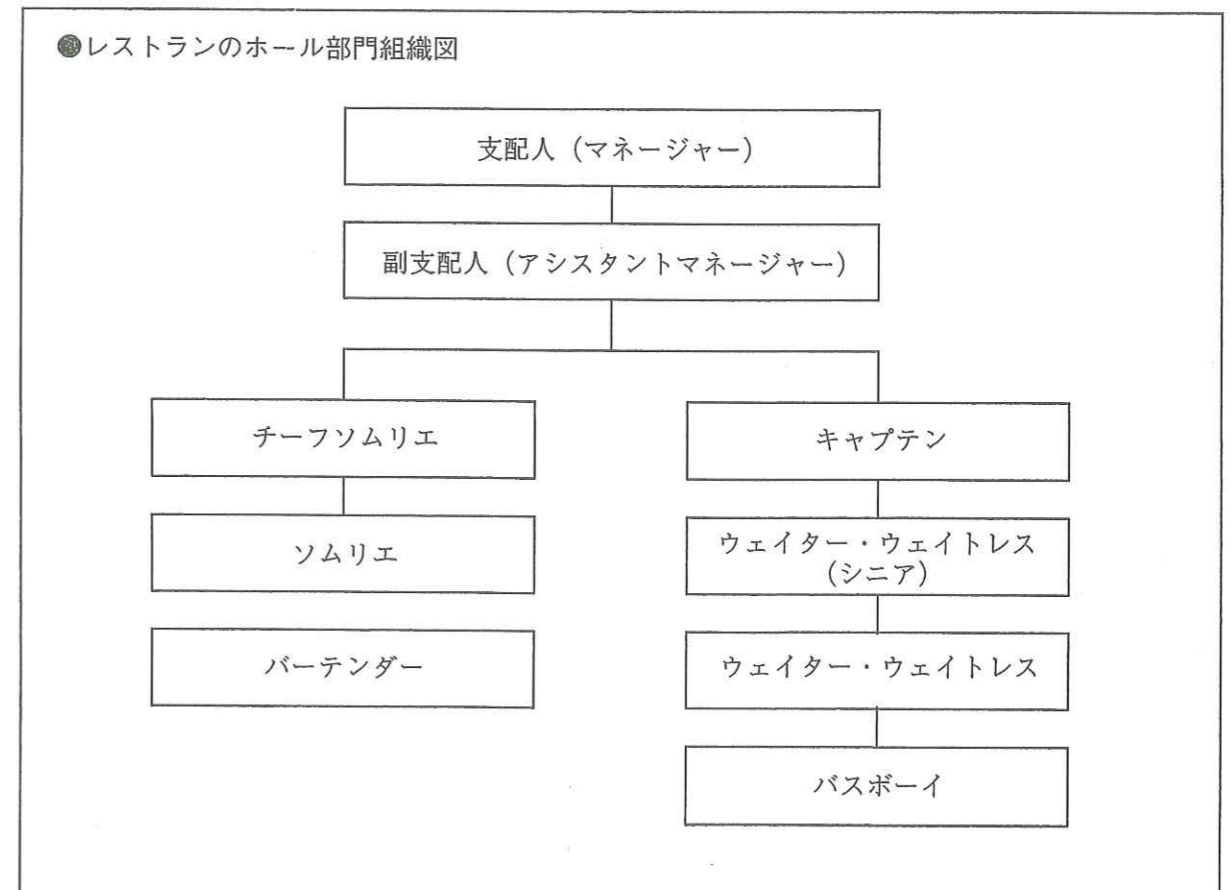 ●レストランのホール部門組織図
支配人（マネージャー）
副支配人（アシスタントマネージャー）
チーフソムリエ
キャプテン
ソムリエ
ウェイター・ウェイトレス
（シニア）
バーテンダー
ウェイター・ウェイトレス
バスボーイ